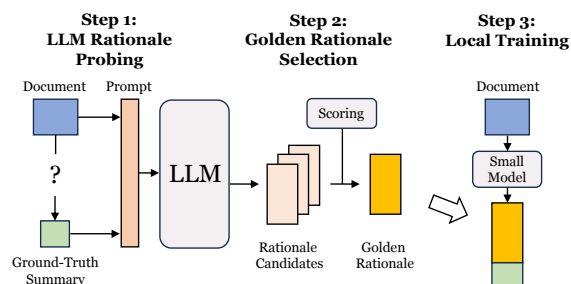 Step 1:
LLM Rationale
Probing
Step 2:
Golden Rationale
Selection
Step 3:
Local Training
Document
Prompt
?
Ground-Truth
Summary
LLM
Scoring
Rationale
Candidates
Golden
Rationale
Document
Small
Model